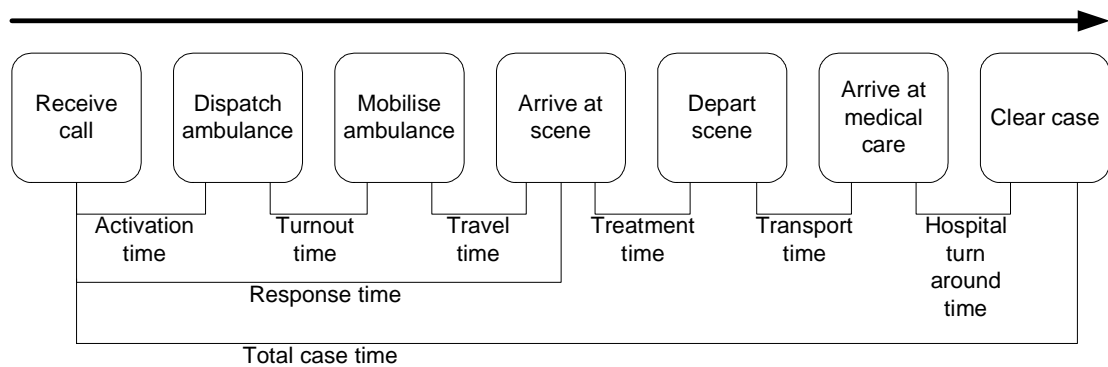 Receive
call
Dispatch
ambulance
Mobilise
ambulance
Arrive at
scene
Depart
scene
Arrive at
medical
care
Clear case
Activation
time
Turnout
time
Travel
time
Treatment
time
Transport
time
Hospital
turn
around
time
Response time
Total case time